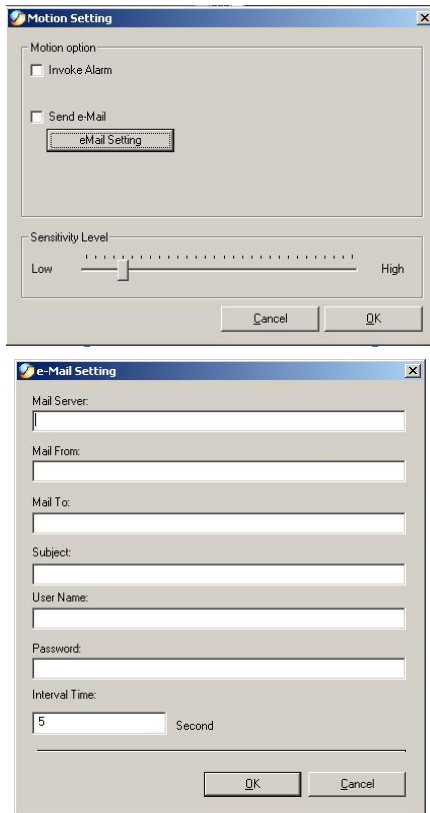 Motion Setting
Motion option
Invoke Alarm
Send e-Mail
eMail Setting
Sensitivity Level
Low High
Cancel OK
e-Mail Setting
Mail Server:
Mail From:
Mail To:
Subject:
User Name:
Password:
Interval Time:
5 Second
OK Cancel